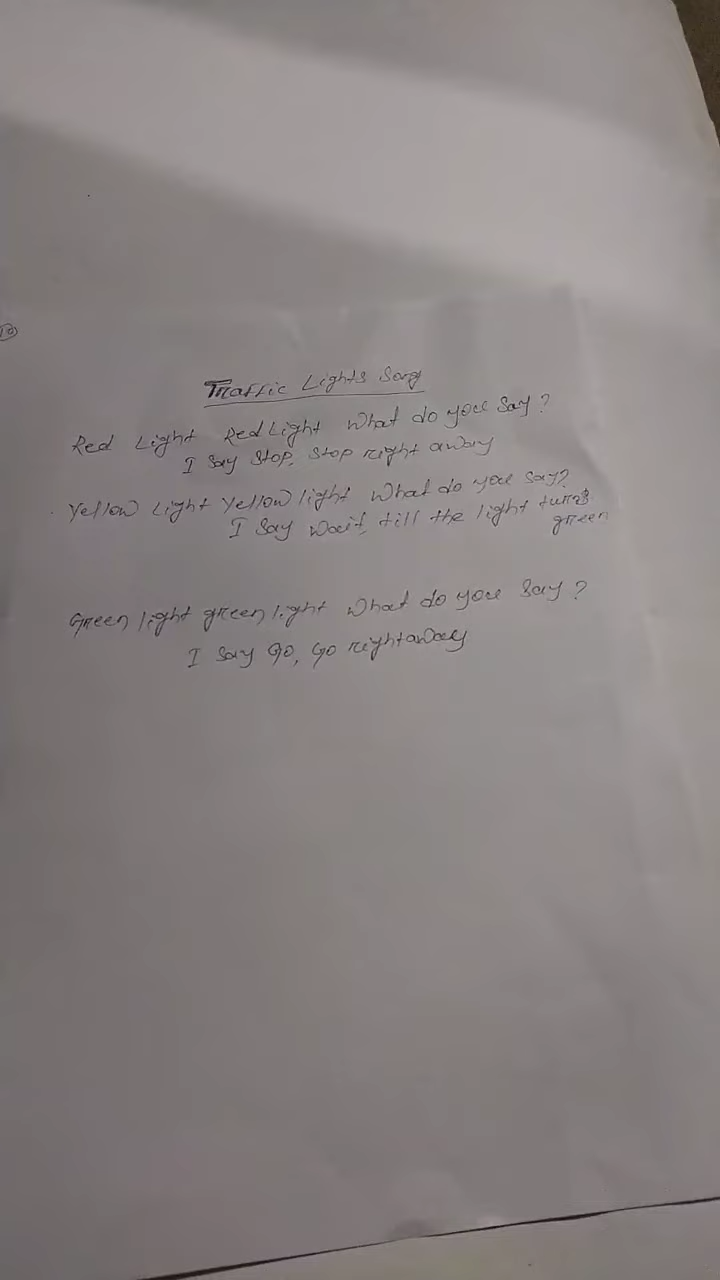 Traffic Lights Song
Red Light Red Light What do you say?
I say stop, stop right away
Yellow Light Yellow light What do you say?
I say wait, till the light turns
green
Green light green light what do you say?
I say go, go right away